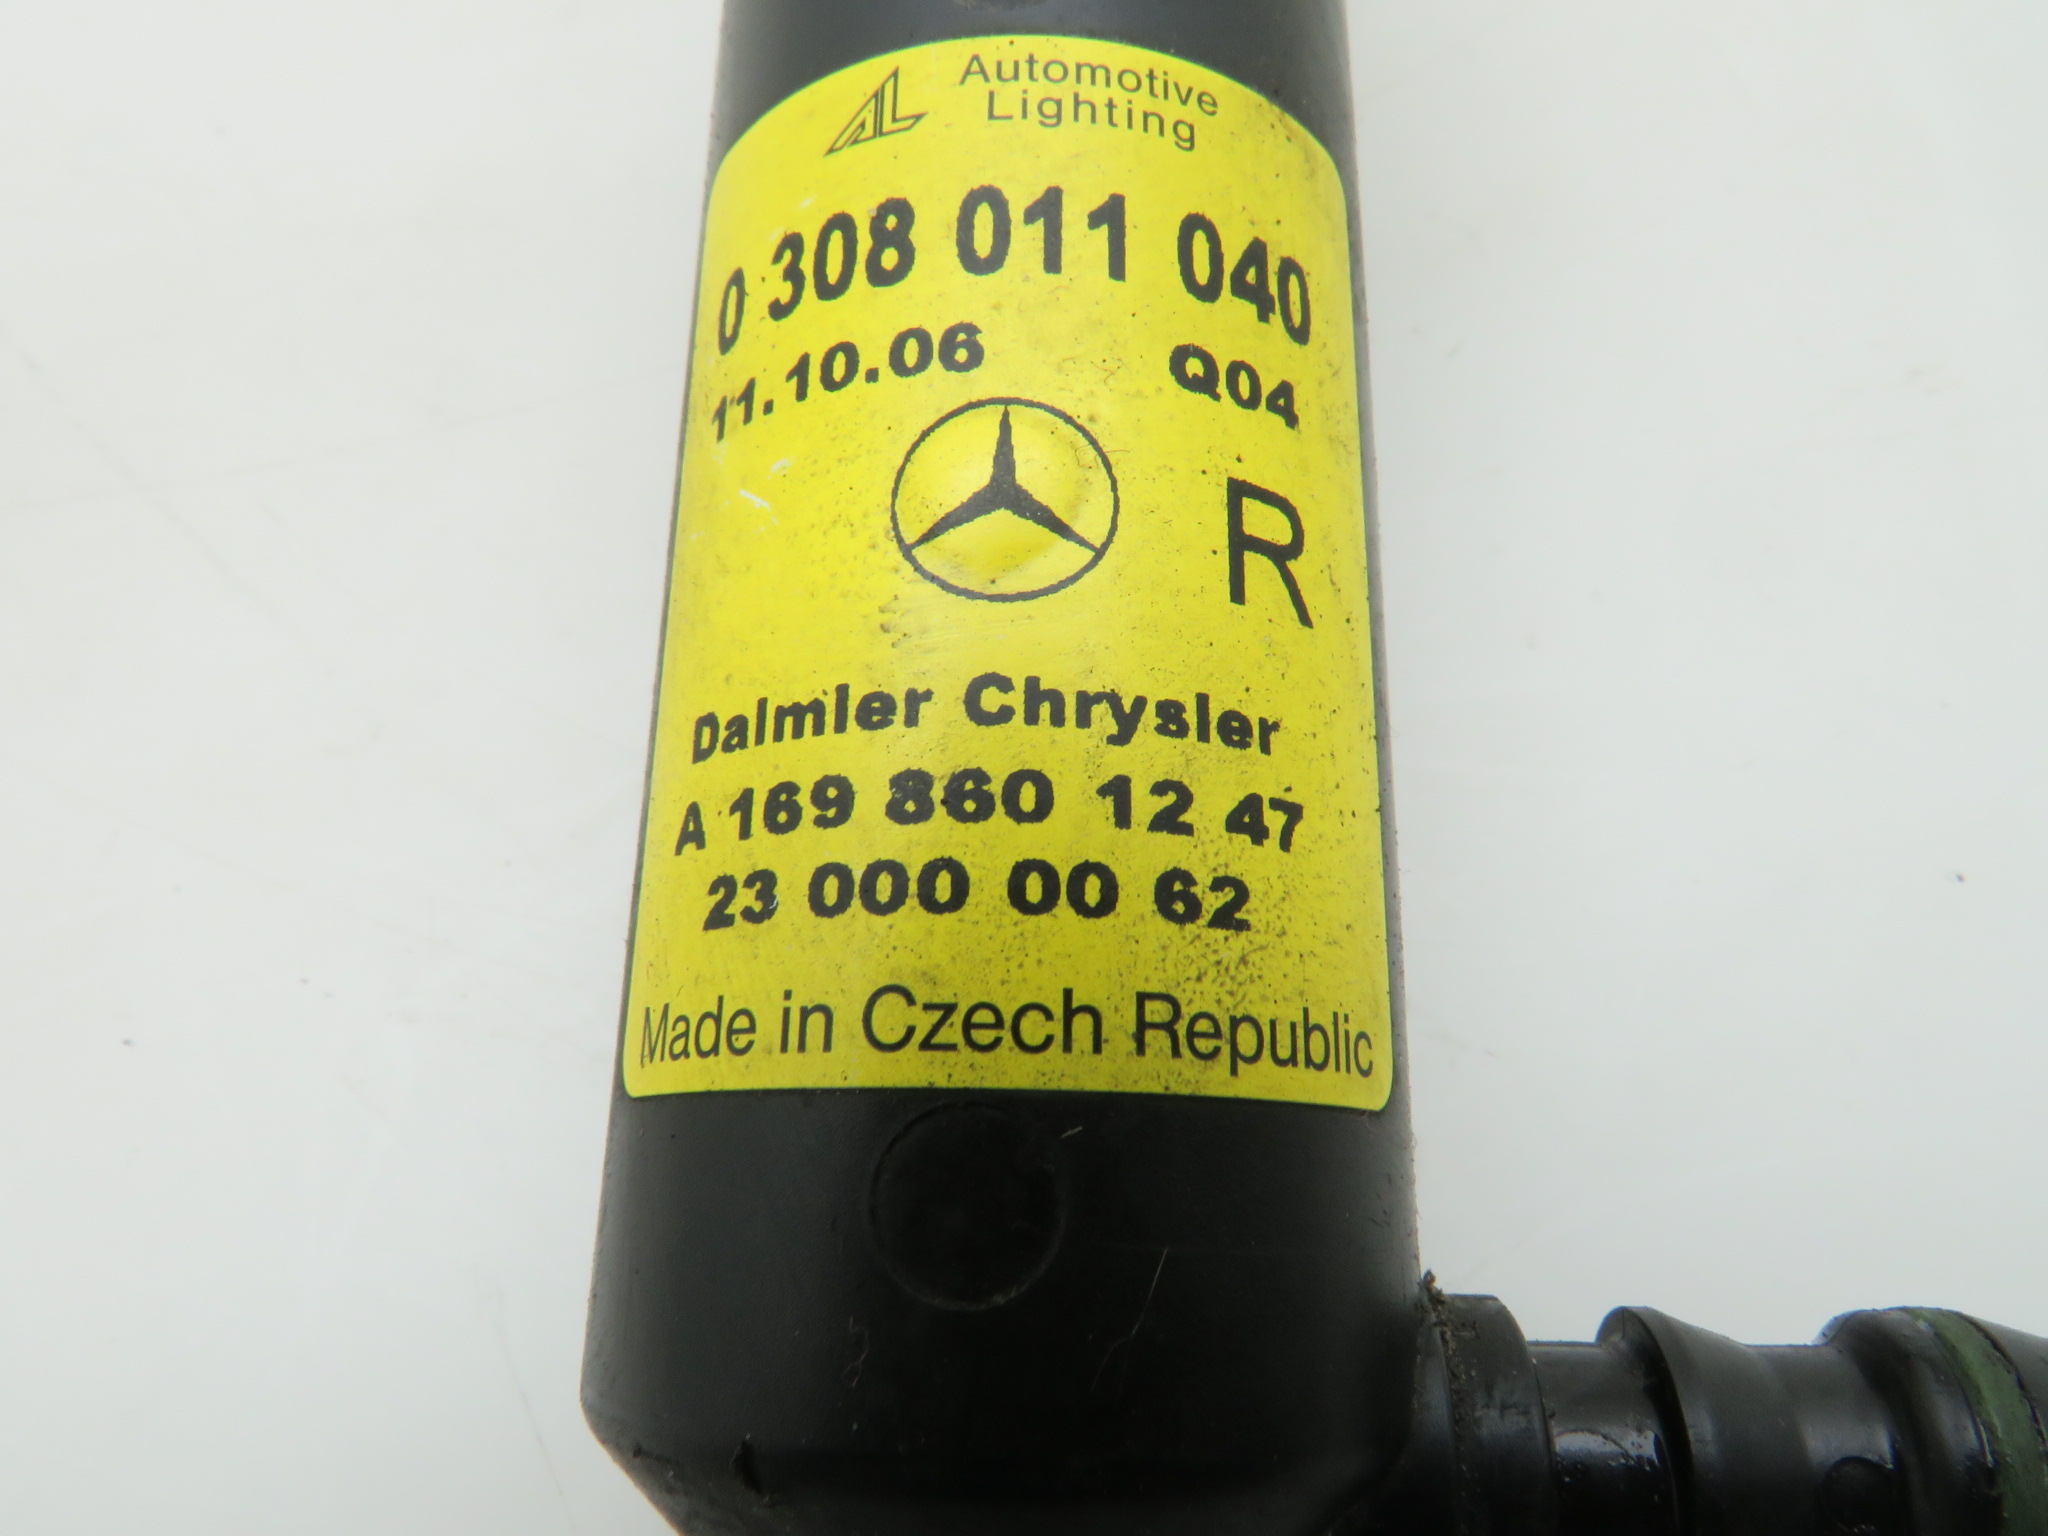 AL Automotive
Lighting
0 308 011 040
11.10.06 Q04
R
Daimler Chrysler
A 169 860 12 47
23 000 00 62
Made in Czech Republic